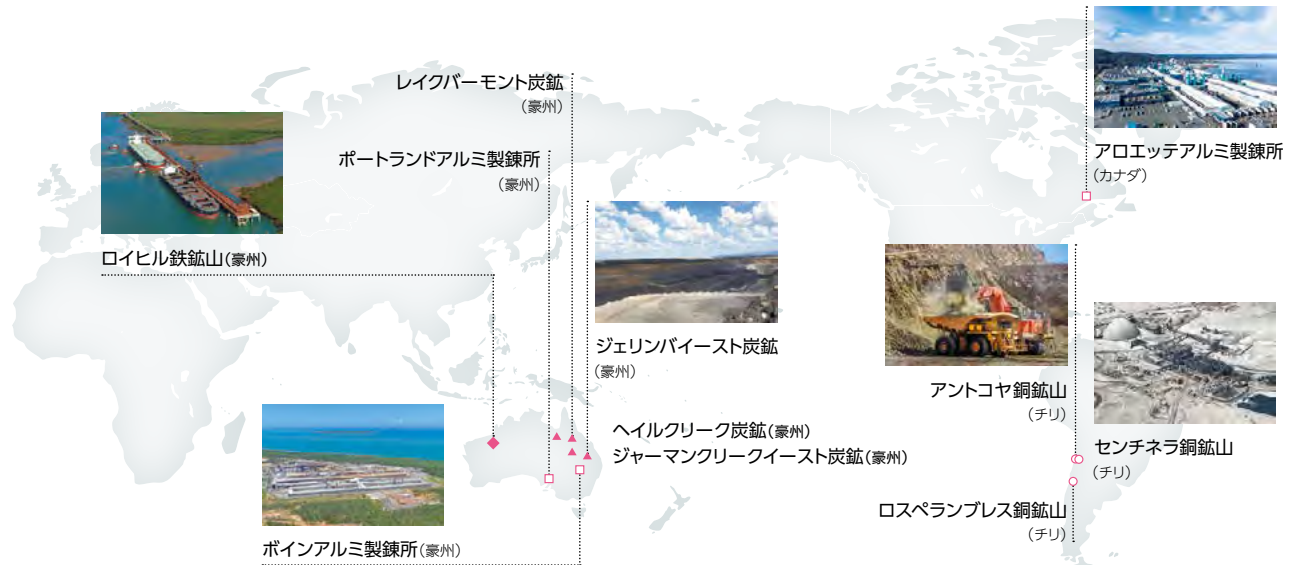 レイクバーモント炭鉱
(豪州)
ポートランドアルミ製錬所
(豪州)
アロエッテアルミ製錬所
(カナダ)
ロイヒル鉄鉱山(豪州)
ジェリンバイースト炭鉱
(豪州)
アントコヤ銅鉱山
(チリ)
ヘイルクリーク炭鉱(豪州)
ジャーマンクリークイースト炭鉱(豪州)
センチネラ銅鉱山
(チリ)
ロスペランブレス銅鉱山
(チリ)
ボインアルミ製錬所(豪州)